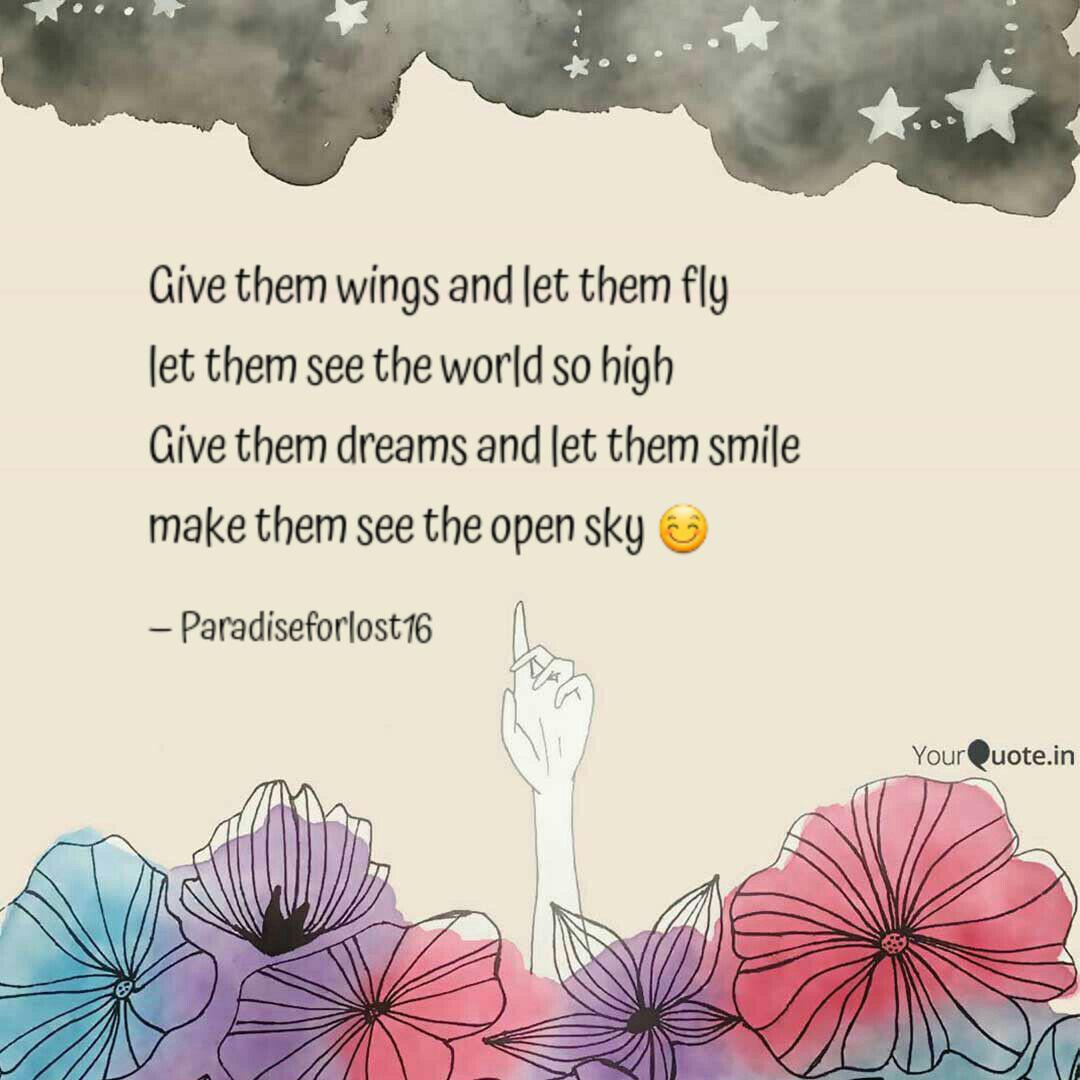 Give them wings and let them fly
let them see the world so high
Give them dreams and let them smile
make them see the open sky 😊
– Paradiseforlost16
YourQuote.in